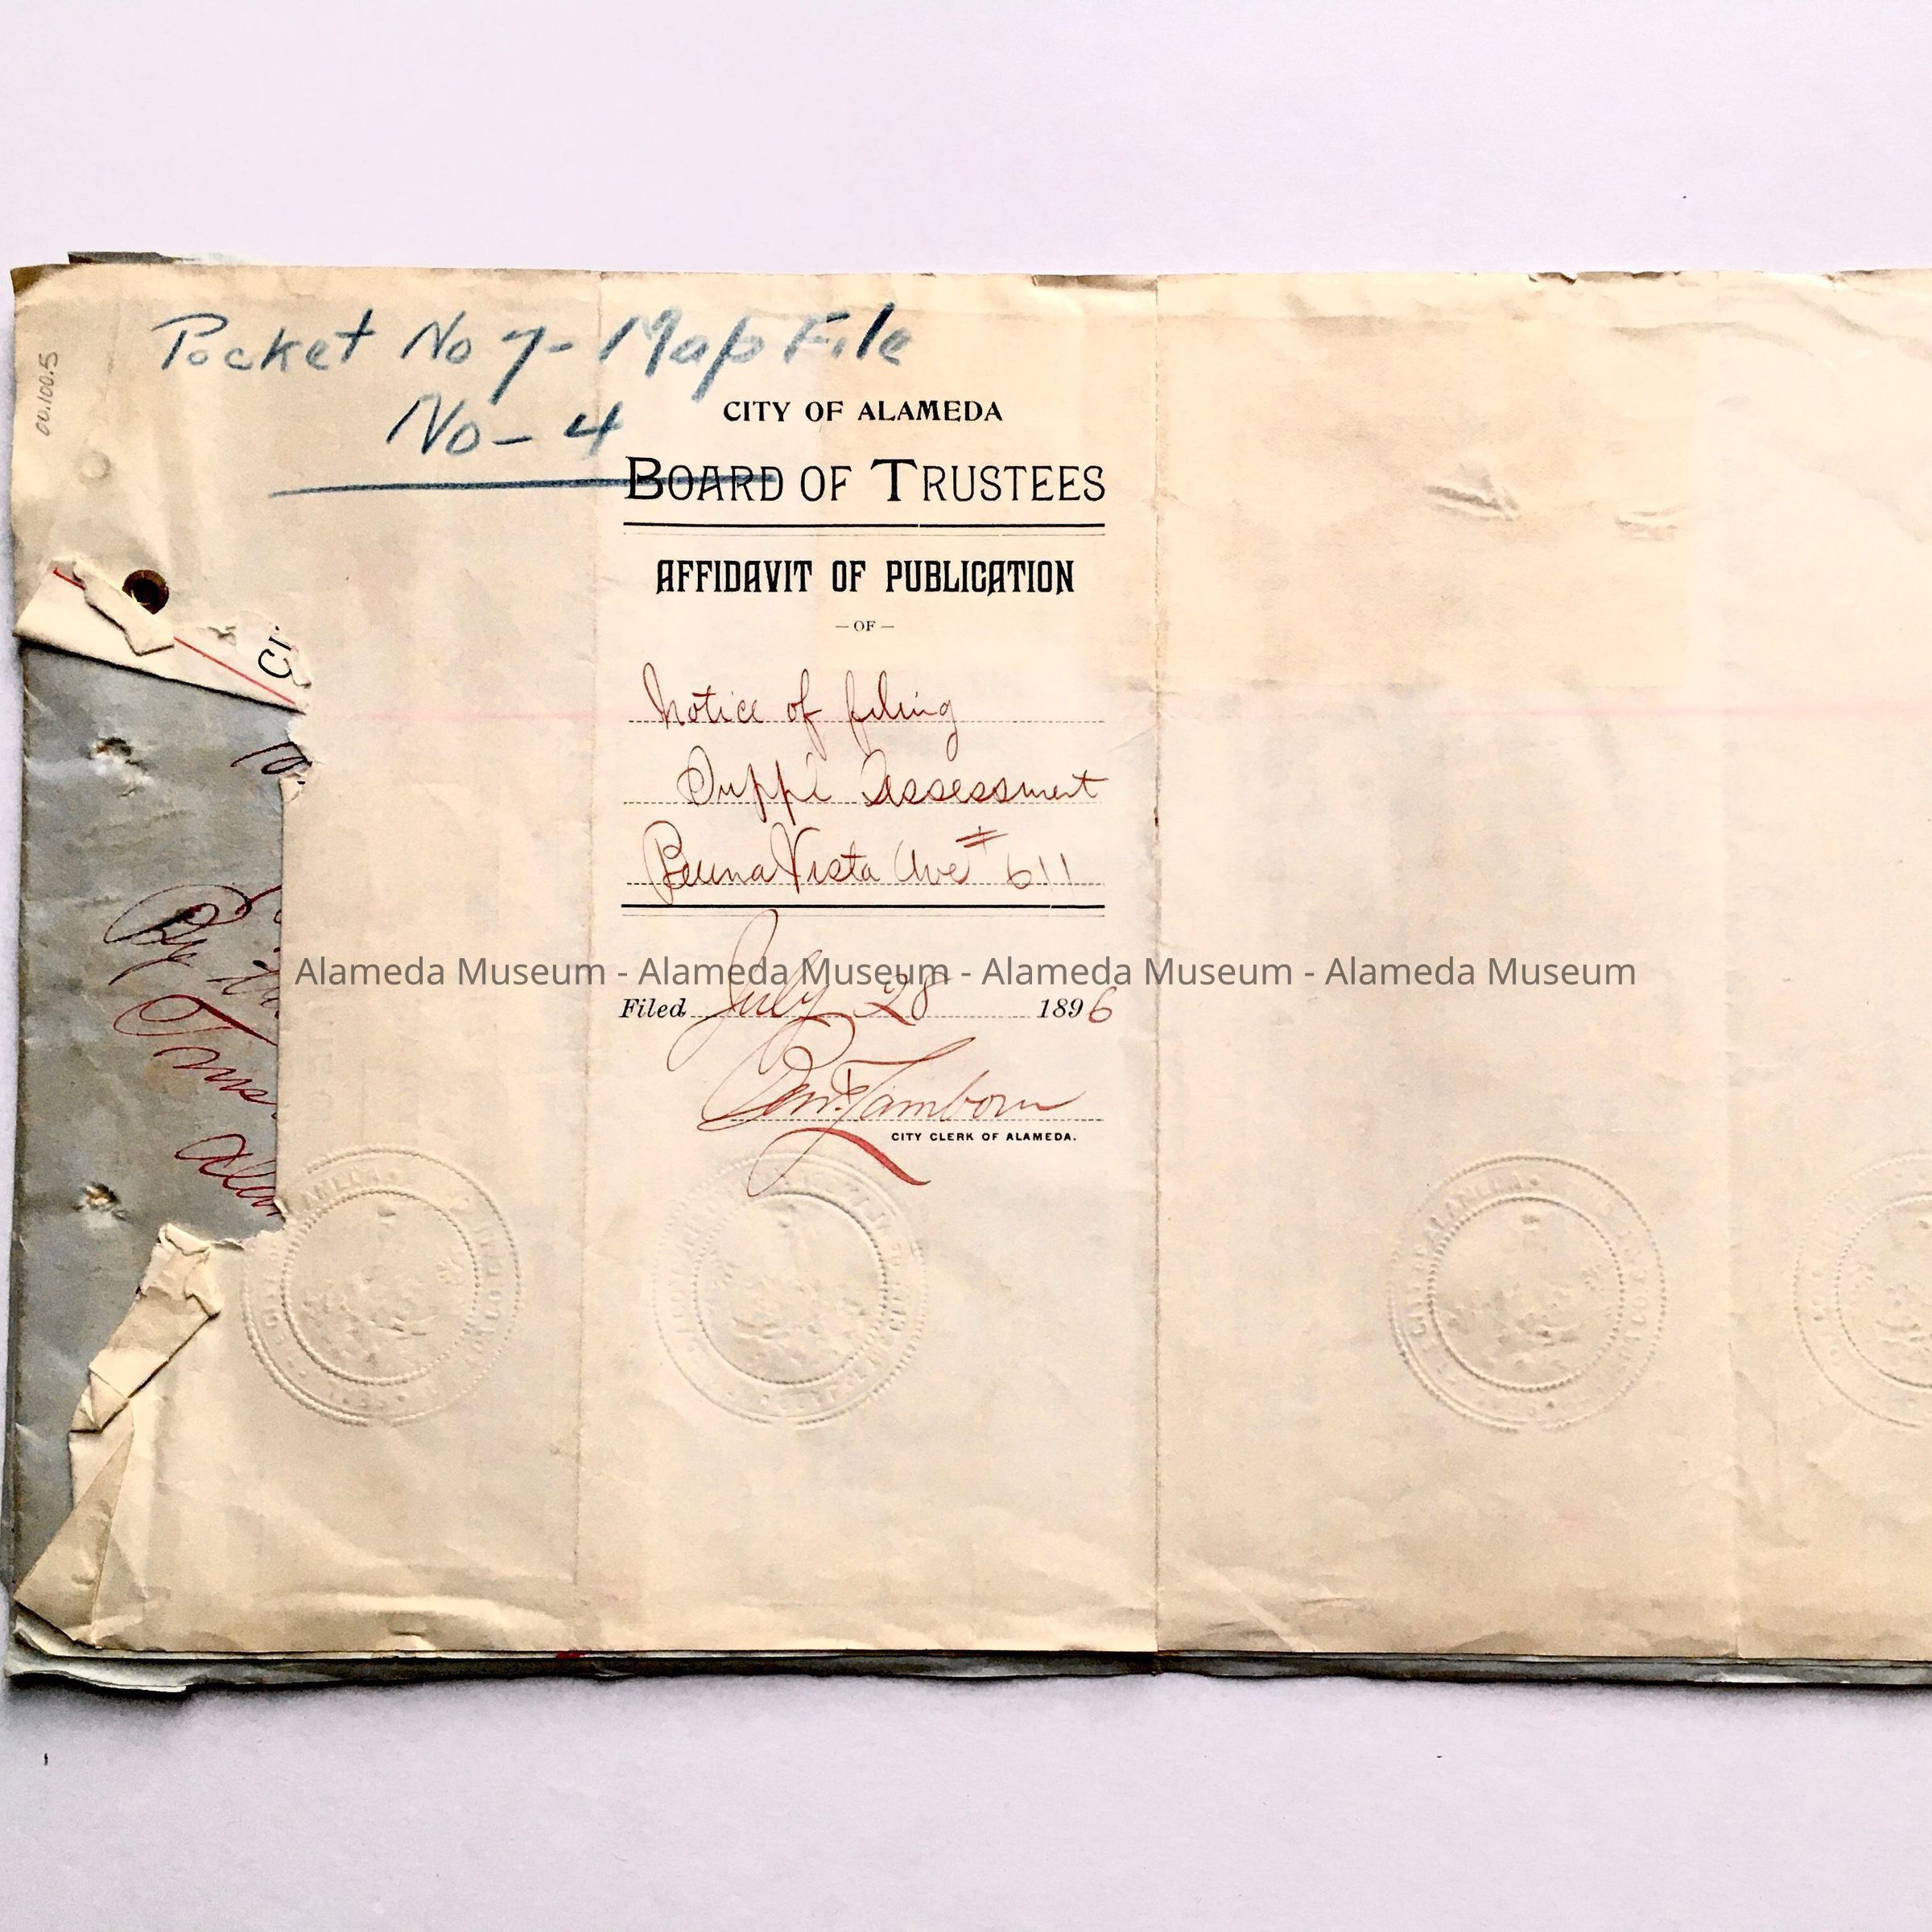 00.100.5
Pocket No 7- Map File
No - 4
CITY OF ALAMEDA
BOARD OF TRUSTEES
AFFIDAVIT OF PUBLICATION
— OF —
Notice of filing
Suppl Assessment
Buena Vista Ave # 611
Alameda Museum - Alameda Museum - Alameda Museum - Alameda Museum
Filed July 28 1896
CITY CLERK OF ALAMEDA.
By